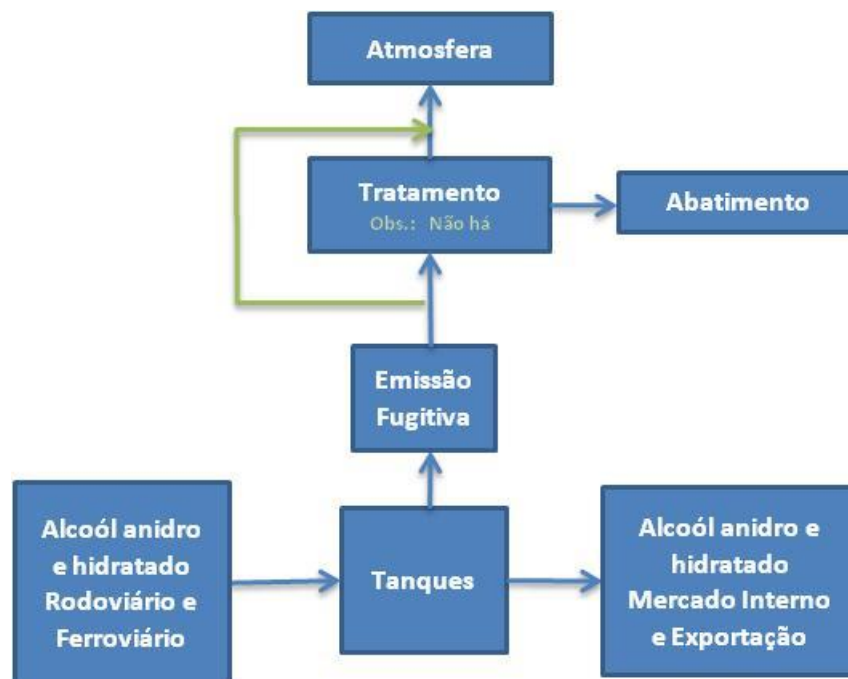 Atmosfera
Tratamento
Obs.: Não há
Abatimento
Emissão
Fugitiva
Alcoól anidro
e hidratado
Rodoviário e
Ferroviário
Tanques
Alcoól anidro e
hidratado
Mercado Interno
e Exportação